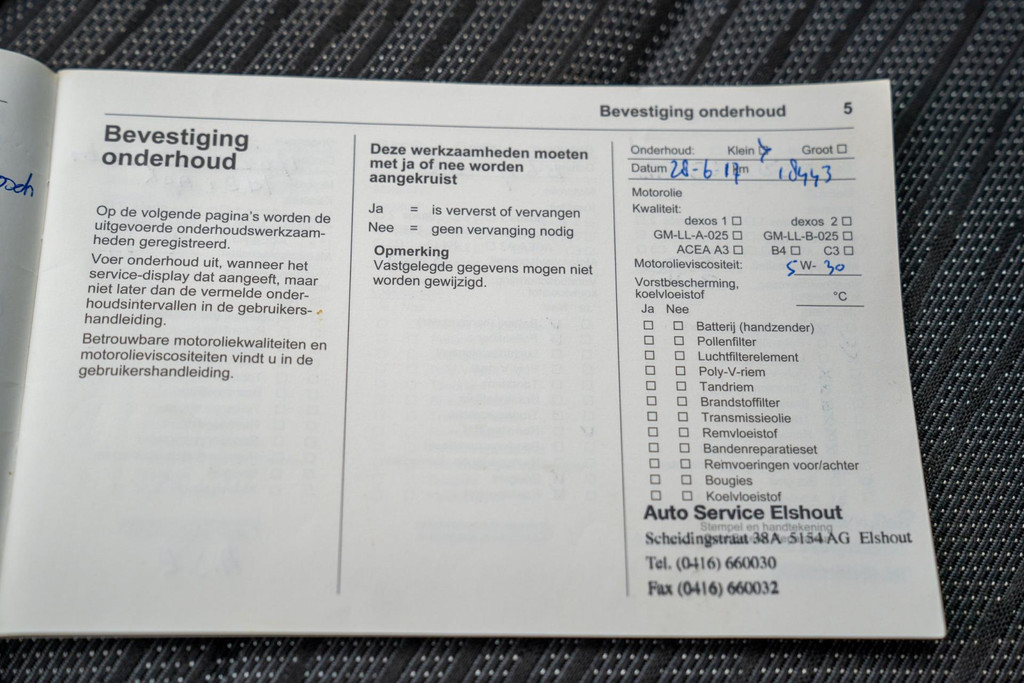 Bevestiging onderhoud 5
Bevestiging
onderhoud
Op de volgende pagina's worden de
uitgevoerde onderhoudswerkzaam-
heden geregistreerd.
Voer onderhoud uit, wanneer het
service-display dat aangeeft, maar
niet later dan de vermelde onder-
houdsintervallen in de gebruikers-
handleiding.
Betrouwbare motoroliekwaliteiten en
motorolieviscositeiten vindt u in de
gebruikershandleiding.
Deze werkzaamheden moeten
met ja of nee worden
aangekruist
Ja = is ververst of vervangen
Nee = geen vervanging nodig
Opmerking
Vastgelegde gegevens mogen niet
worden gewijzigd.
Onderhoud: Klein Groot
Datum 28-6 17 km 18443
Motorolie
Kwaliteit:
dexos 1 dexos 2
GM-LL-A-025 GM-LL-B-025
ACEA A3 B4 C3
Motorolieviscositeit: 5 W- 30
Vorstbescherming,
koelvloeistof °C
Ja Nee
Batterij (handzender)
Pollenfilter
Luchtfilterelement
Poly-V-riem
Tandriem
Brandstoffilter
Transmissieolie
Remvloeistof
Bandenreparatieset
Remvoeringen voor/achter
Bougies
Koelvloeistof
Auto Service Elshout
Stempel en handtekening
Scheidingstraat 38A 5154 AG Elshout
Tel. (0416) 660030
Fax (0416) 660032